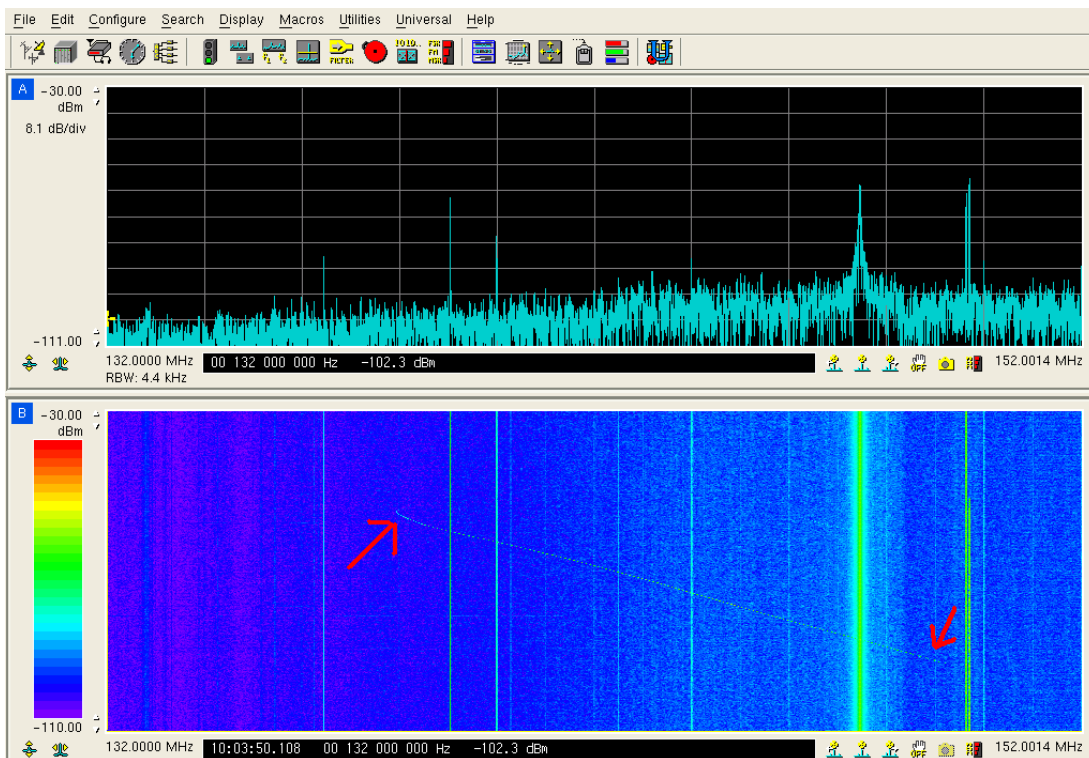 File Edit Configure Search Display Macros Utilities Universal Help
A -30.00
dBm
8.1 dB/div
-111.00
132.0000 MHz 00 132 000 000 Hz -102.3 dBm OFF 152.0014 MHz
RBW: 4.4 kHz
B -30.00
dBm
-110.00
132.0000 MHz 10:03:50.108 00 132 000 000 Hz -102.3 dBm OFF 152.0014 MHz